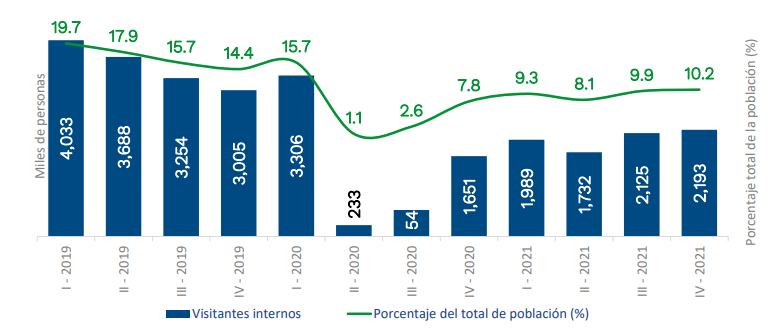 19.7 17.9 15.7 14.4 15.7 1.1 2.6 7.8 9.3 8.1 9.9 10.2
Miles de personas
4,033 3,688 3,254 3,005 3,306 233 54 1,651 1,989 1,732 2,125 2,193
Porcentaje total de la población (%)
I - 2019 II - 2019 III - 2019 IV - 2019 I - 2020 II - 2020 III - 2020 IV - 2020 I - 2021 II - 2021 III - 2021 IV - 2021
Visitantes internos Porcentaje del total de población (%)